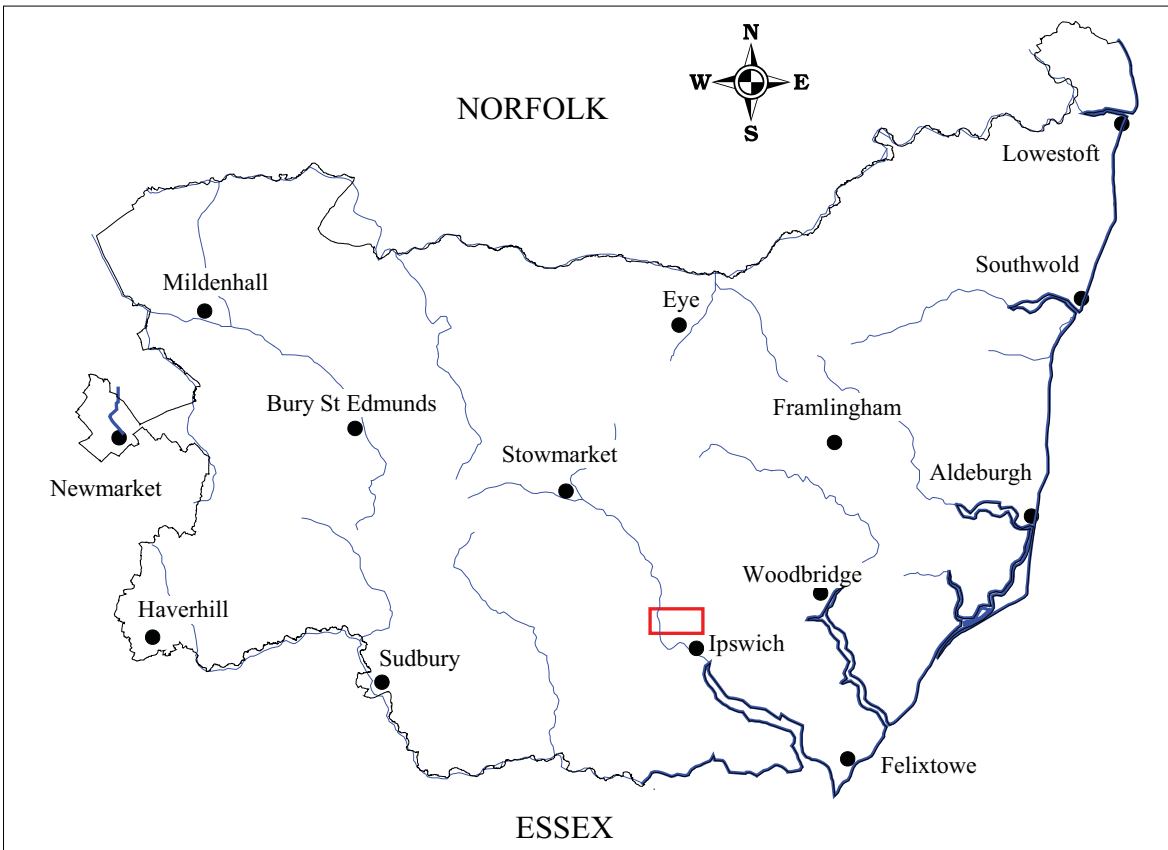 N
NORFOLK
W E
S
Lowestoft
Southwold
Mildenhall
Eye
Bury St Edmunds
Framlingham
Stowmarket
Aldeburgh
Newmarket
Woodbridge
Haverhill
Ipswich
Sudbury
Felixtowe
ESSEX